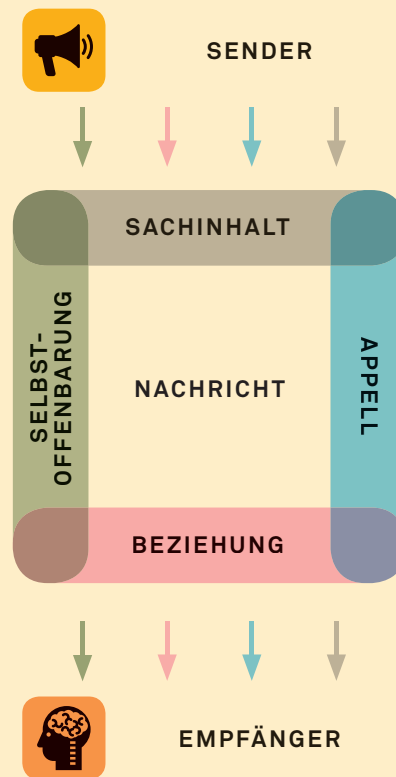 SENDER
SACHINHALT
SELBST-
OFFENBARUNG
NACHRICHT
APPELL
BEZIEHUNG
EMPFÄNGER